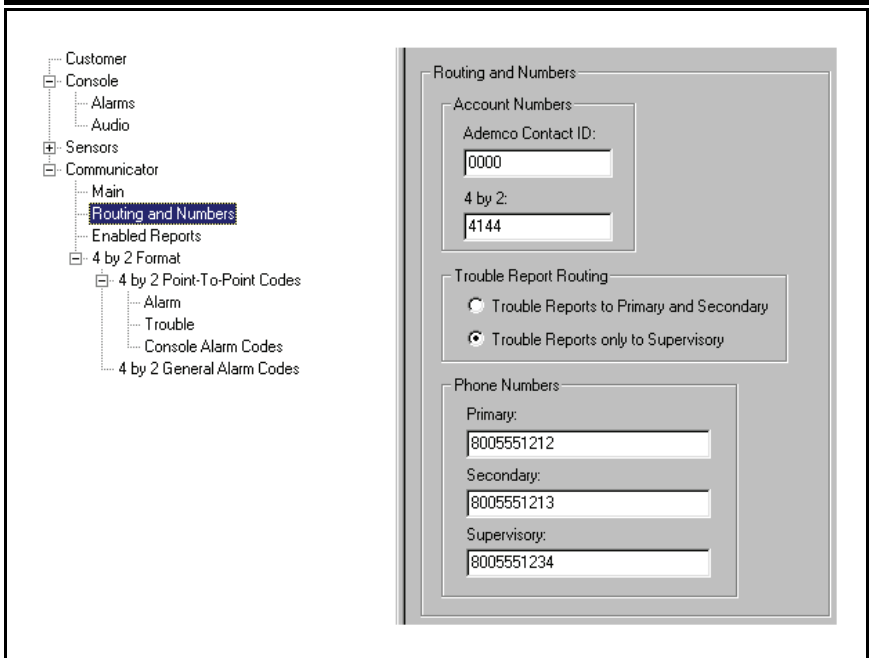 Customer
Console
Alarms
Audio
Sensors
Communicator
Main
Routing and Numbers
Enabled Reports
4 by 2 Format
4 by 2 Point-To-Point Codes
Alarm
Trouble
Console Alarm Codes
4 by 2 General Alarm Codes
Routing and Numbers
Account Numbers
Ademco Contact ID:
0000
4 by 2:
4144
Trouble Report Routing
Trouble Reports to Primary and Secondary
Trouble Reports only to Supervisory
Phone Numbers
Primary:
8005551212
Secondary:
8005551213
Supervisory:
8005551234